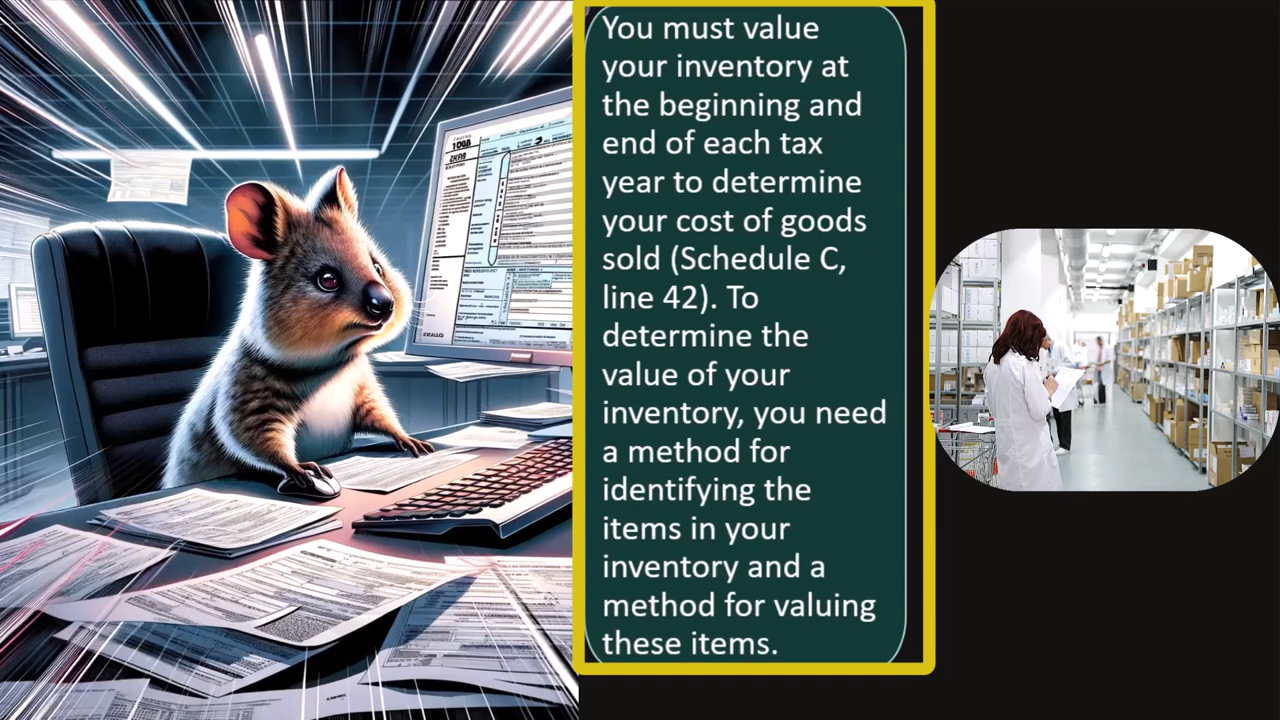 You must value
your inventory at
the beginning and
end of each tax
year to determine
your cost of goods
sold (Schedule C,
line 42). To
determine the
value of your
inventory, you need
a method for
identifying the
items in your
inventory and a
method for valuing
these items.